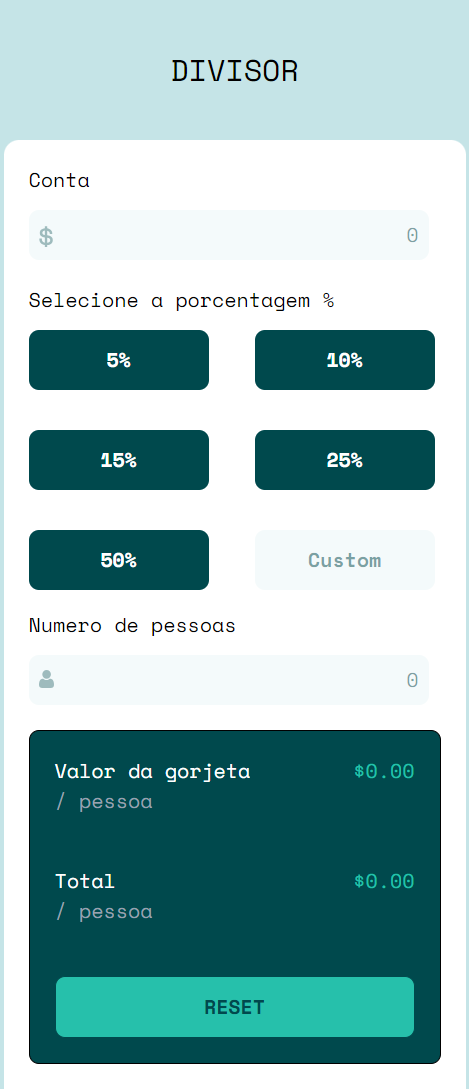 DIVISOR
Conta
$ 0
Selecione a porcentagem %
5% 10%
15% 25%
50% Custom
Numero de pessoas
0
Valor da gorjeta $0.00
/ pessoa
Total $0.00
/ pessoa
RESET